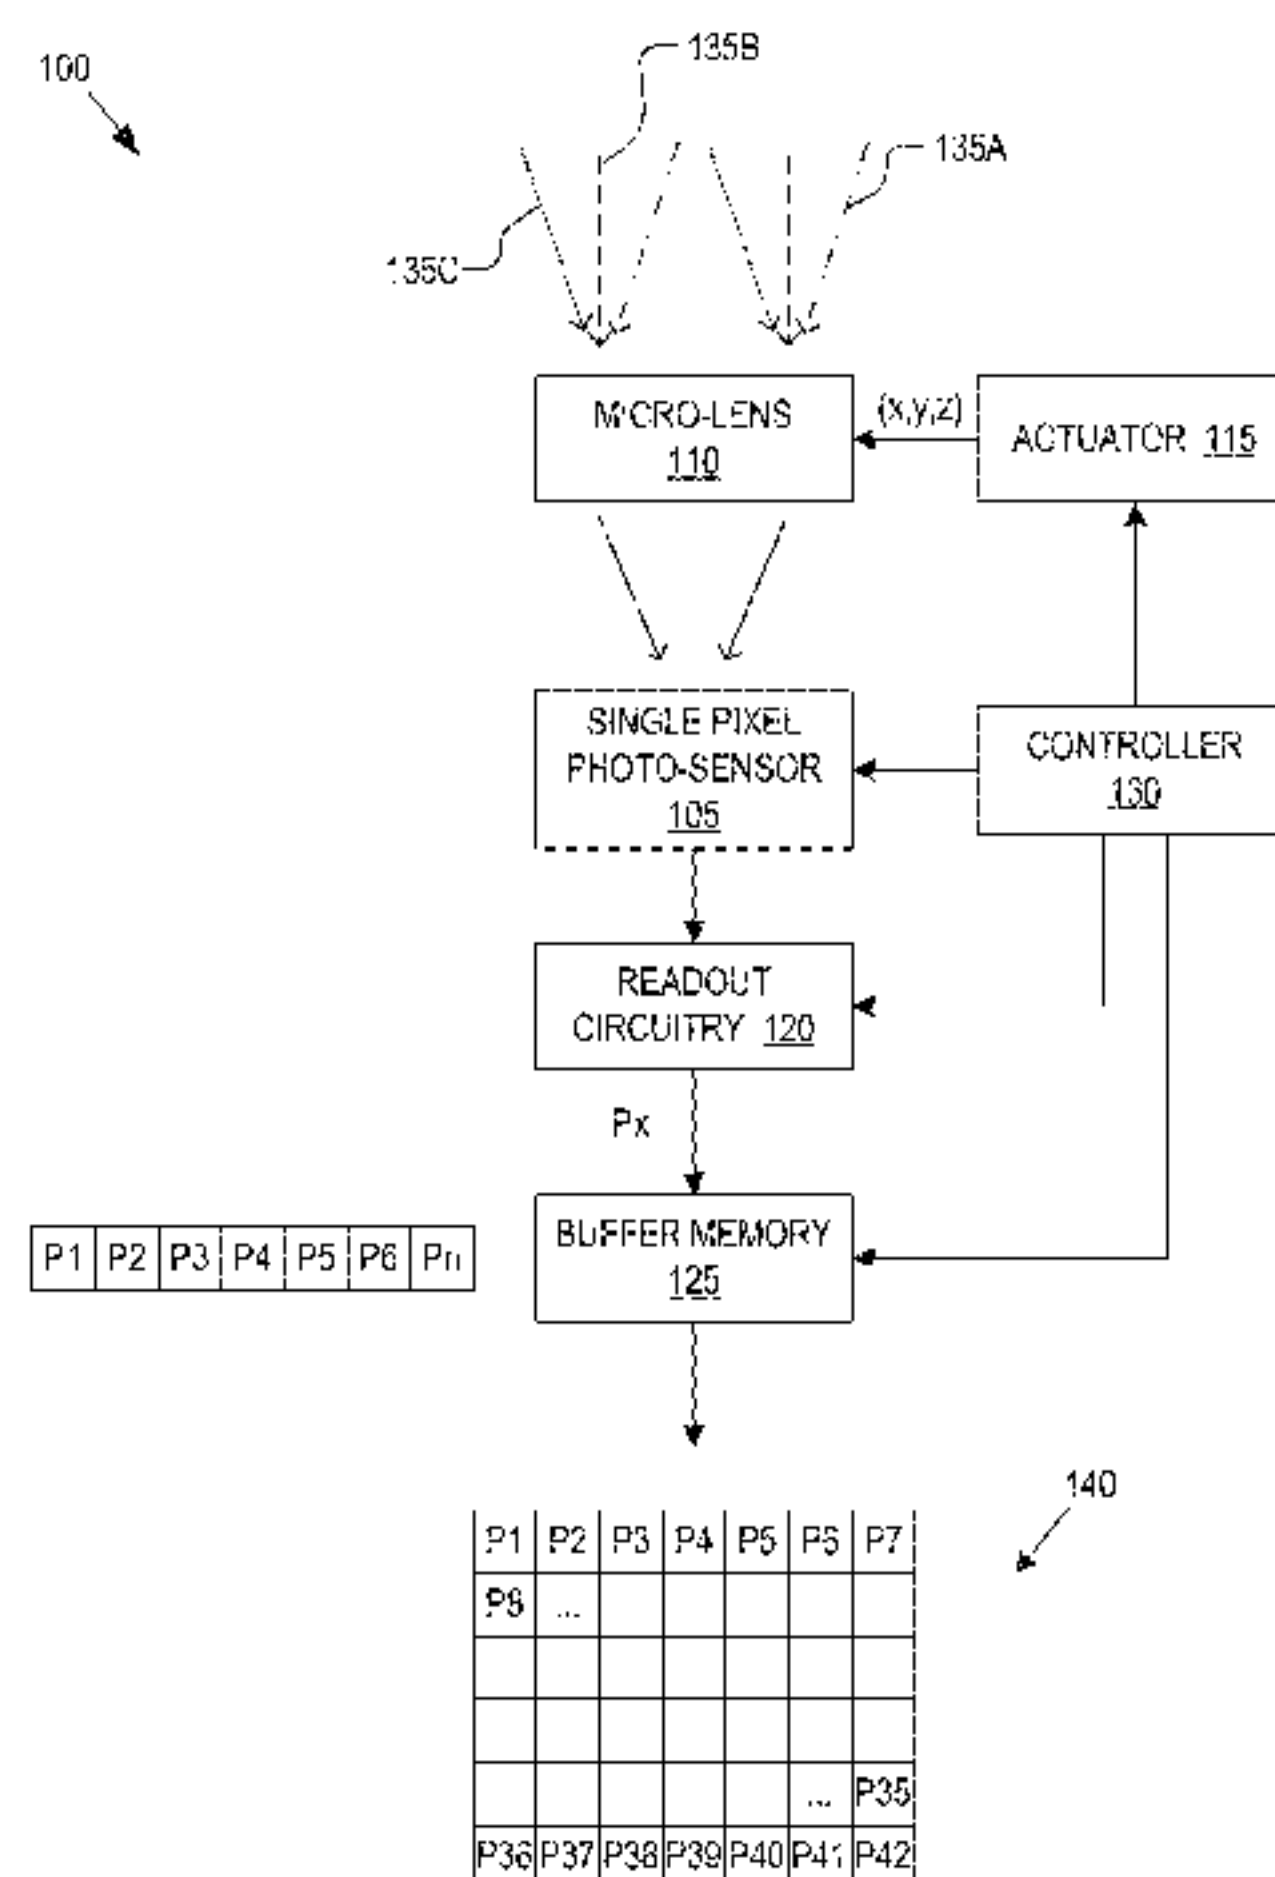 100
135B
135A
135C
MICRO-LENS
110
(x,y,z)
ACTUATOR 115
SINGLE PIXEL
PHOTO-SENSOR
105
CONTROLLER
130
READOUT
CIRCUITRY 120
Px
BUFFER MEMORY
125
P1 P2 P3 P4 P5 P6 Pn
140
P1 P2 P3 P4 P5 P6 P7
P8 ...
... P35
P36 P37 P38 P39 P40 P41 P42